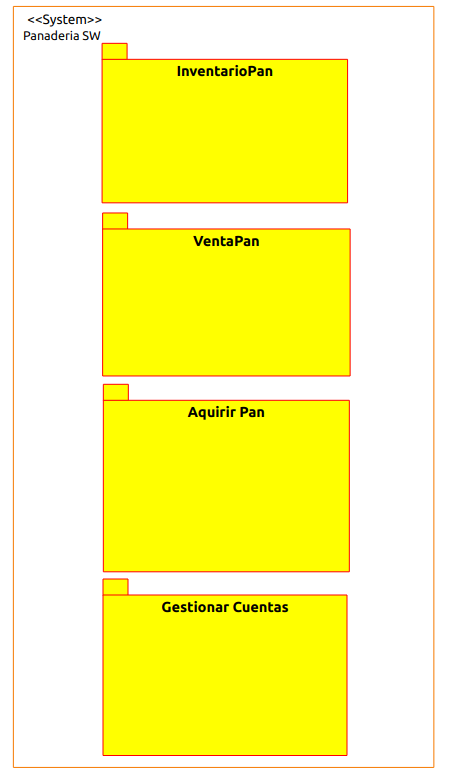 <<System>>
Panaderia SW
InventarioPan
VentaPan
Aquirir Pan
Gestionar Cuentas